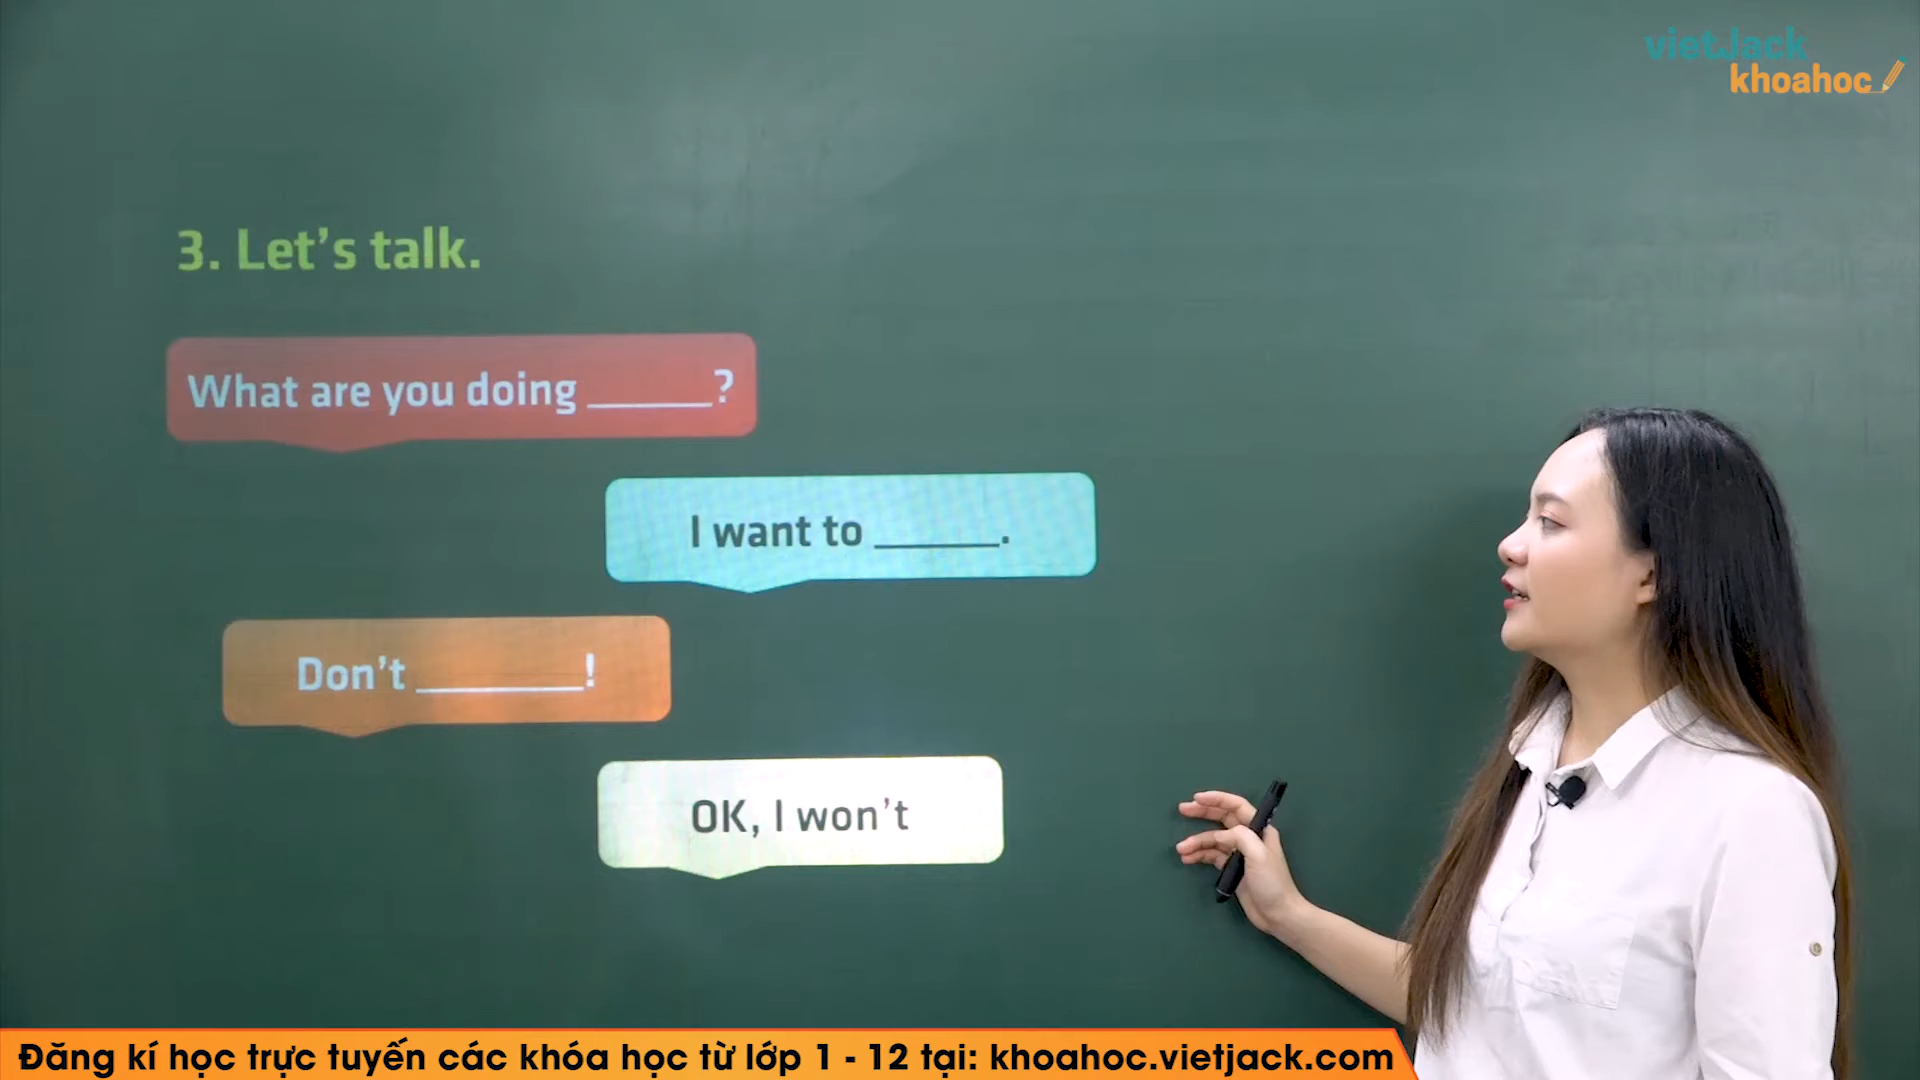 vietJack
khoahoc
3. Let's talk.
What are you doing ______?
I want to ______.
Don't ________!
OK, I won't
Đăng kí học trực tuyến các khóa học từ lớp 1 - 12 tại: khoahoc.vietjack.com